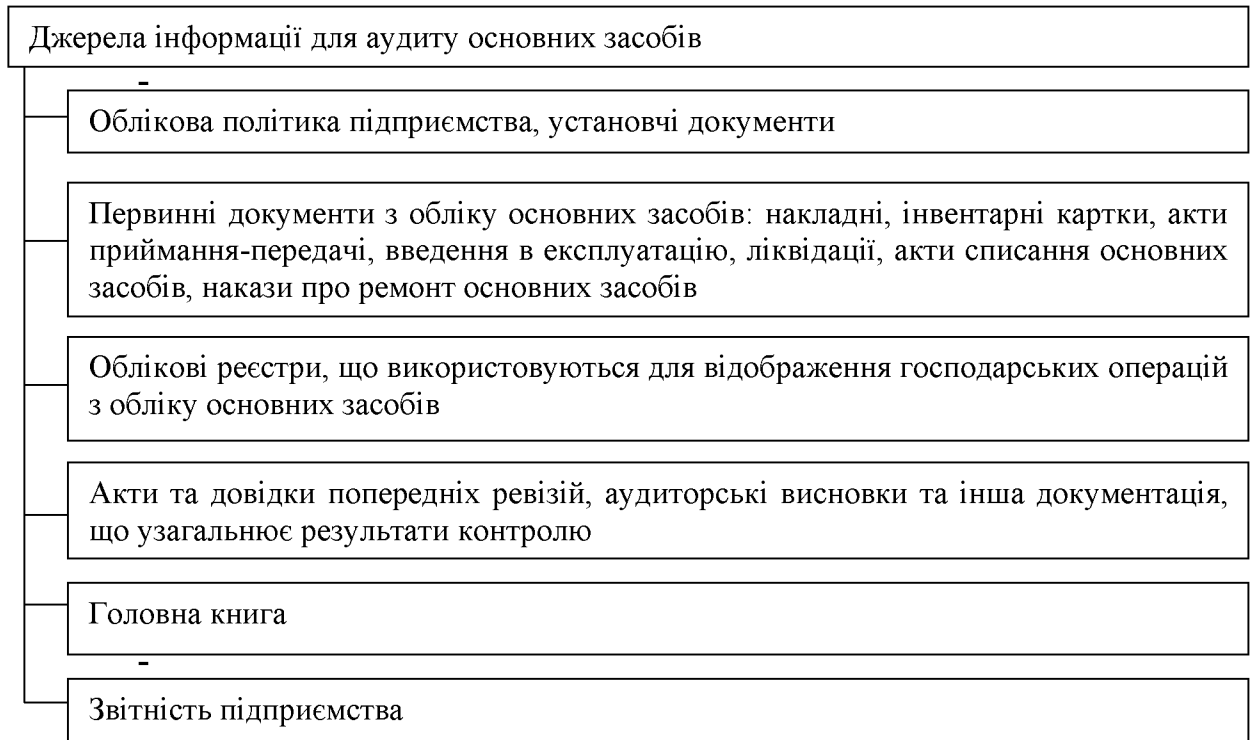 Джерела інформації для аудиту основних засобів
-
Облікова політика підприємства, установчі документи
Первинні документи з обліку основних засобів: накладні, інвентарні картки, акти
приймання-передачі, введення в експлуатацію, ліквідації, акти списання основних
засобів, накази про ремонт основних засобів
Облікові реєстри, що використовуються для відображення господарських операцій
з обліку основних засобів
Акти та довідки попередніх ревізій, аудиторські висновки та інша документація,
що узагальнює результати контролю
Головна книга
-
Звітність підприємства